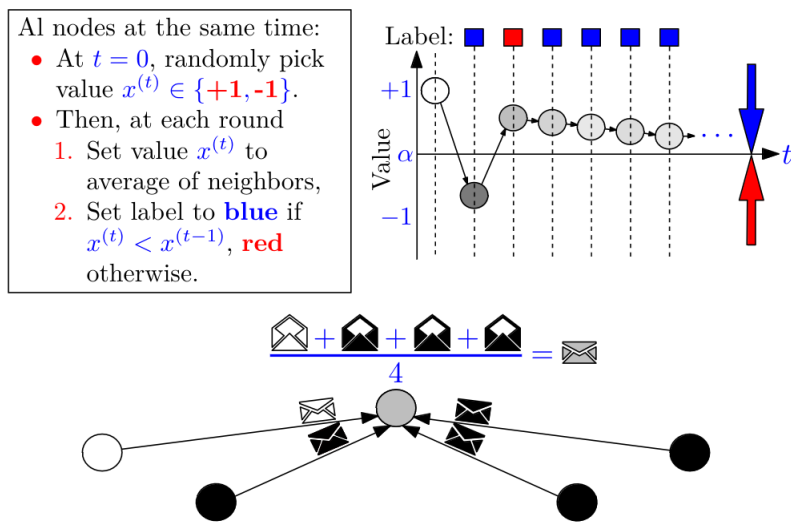 Al nodes at the same time:
• At t = 0, randomly pick
value x^(t) ∈ {+1,-1}.
• Then, at each round
1. Set value x^(t) to
average of neighbors,
2. Set label to blue if
x^(t) < x^(t−1), red
otherwise.
Label:
+1
Value
α
−1
· · ·
t
+ + +
= 
4